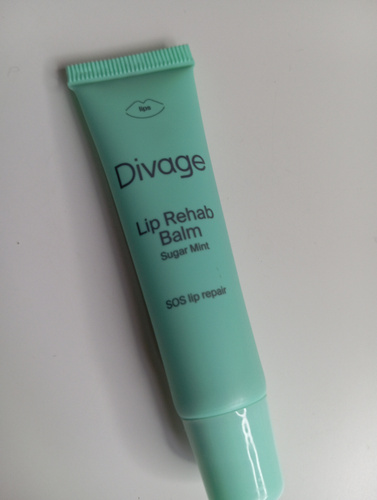 lips
Divage
Lip Rehab
Balm
Sugar Mint
SOS lip repair